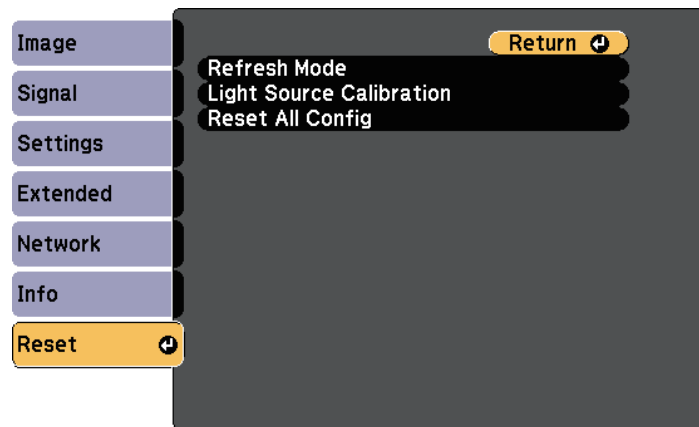 Image
Signal
Settings
Extended
Network
Info
Reset
Return
Refresh Mode
Light Source Calibration
Reset All Config